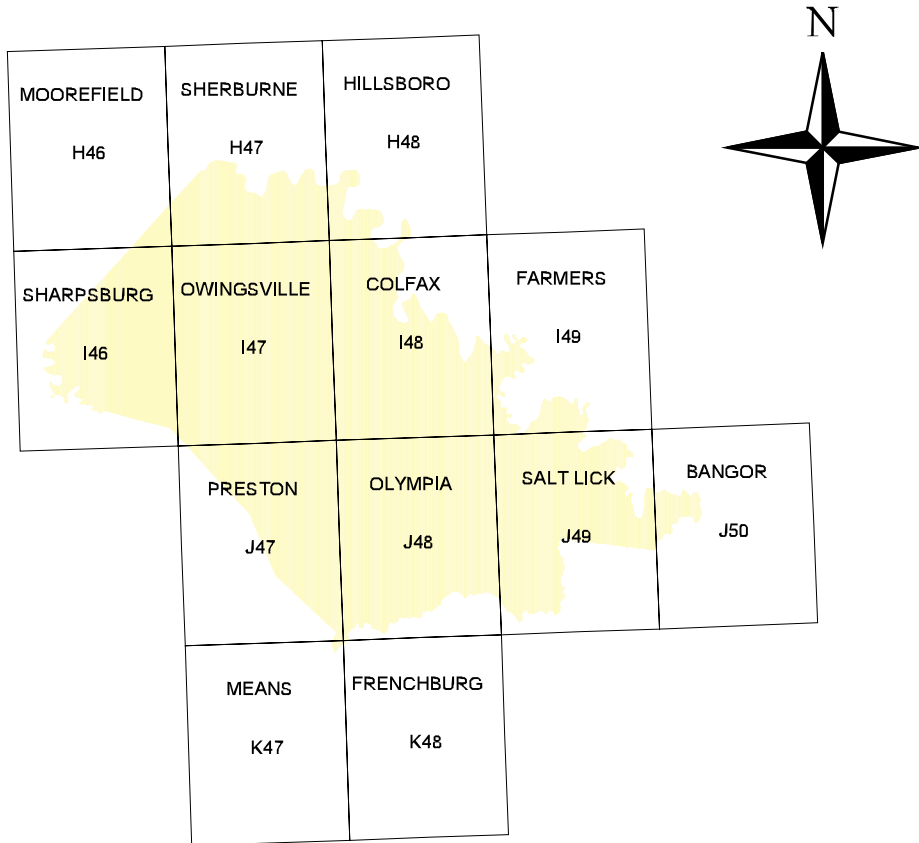 N
MOOREFIELD
H46
SHERBURNE
H47
HILLSBORO
H48
SHARPSBURG
I46
OWINGSVILLE
I47
COLFAX
I48
FARMERS
I49
PRESTON
J47
OLYMPIA
J48
SALT LICK
J49
BANGOR
J50
MEANS
K47
FRENCHBURG
K48